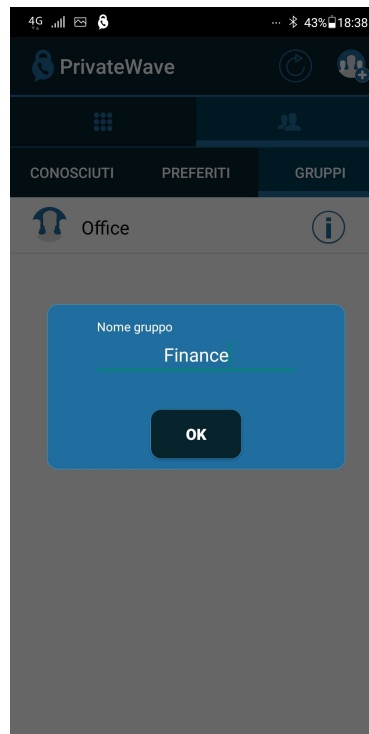 4G ... 43% 18:38
PrivateWave
CONOSCIUTI PREFERITI GRUPPI
Office
i
Nome gruppo
Finance
OK